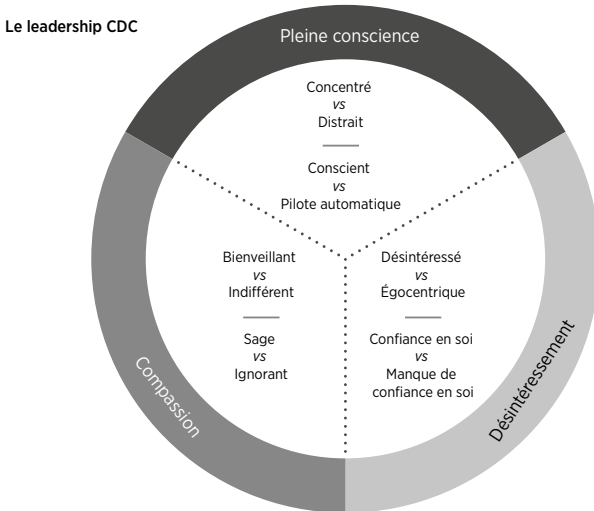 Le leadership CDC
Pleine conscience
Concentré
vs
Distrait
Conscient
vs
Pilote automatique
Bienveillant
vs
Indifférent
Sage
vs
Ignorant
Désintéressé
vs
Égocentrique
Confiance en soi
vs
Manque de
confiance en soi
Compassion
Désintéressement